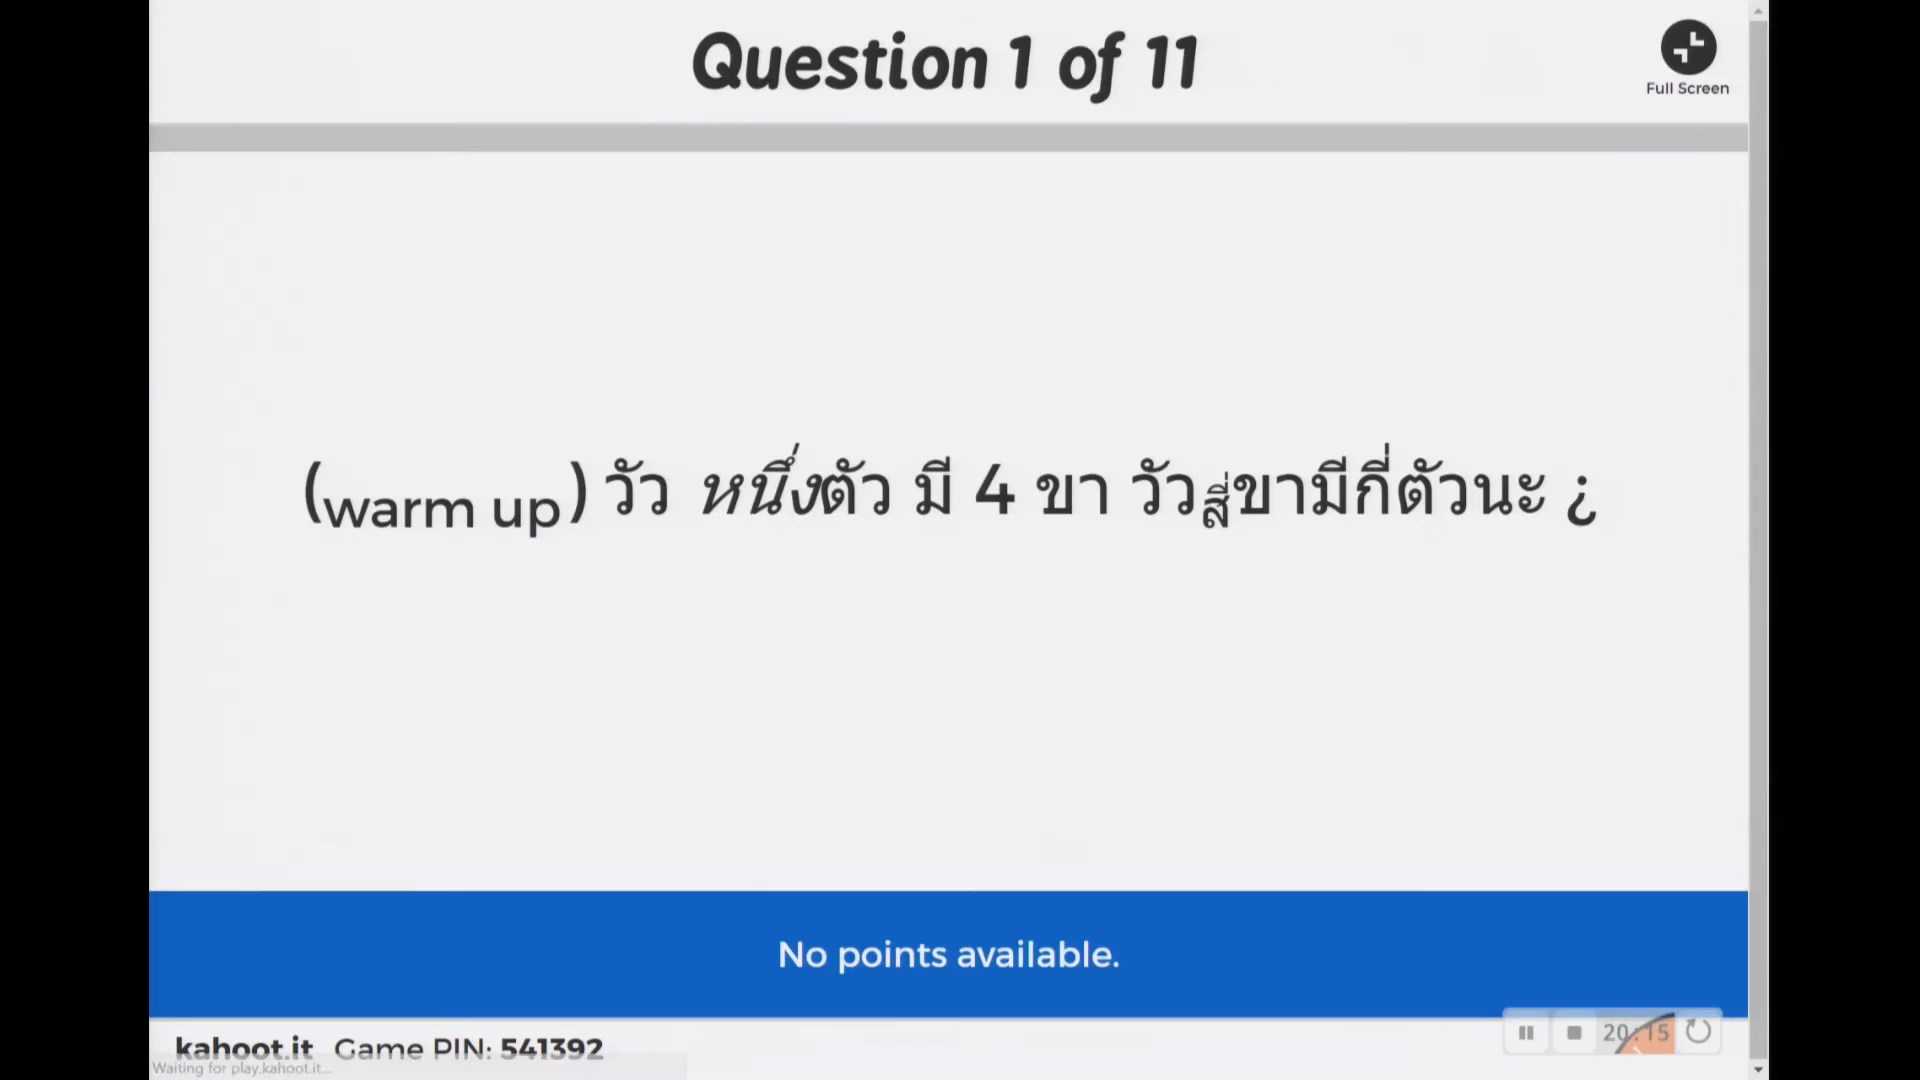 Question 1 of 11
Full Screen
(warm up) วัว หนึ่งตัว มี 4 ขา วัวสี่ขามีกี่ตัวนะ ¿
No points available.
kahoot.it Game PIN: 541392
Waiting for play.kahoot.it...
20:15